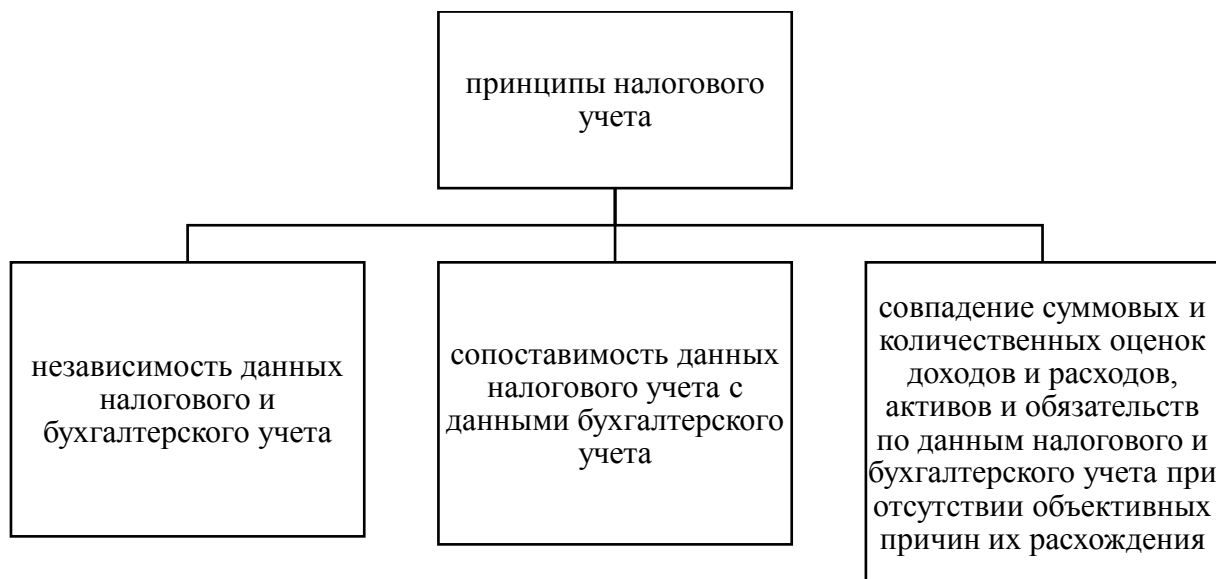 принципы налогового
учета
независимость данных
налогового и
бухгалтерского учета
сопоставимость данных
налогового учета с
данными бухгалтерского
учета
совпадение суммовых и
количественных оценок
доходов и расходов,
активов и обязательств
по данным налогового и
бухгалтерского учета при
отсутствии объективных
причин их расхождения